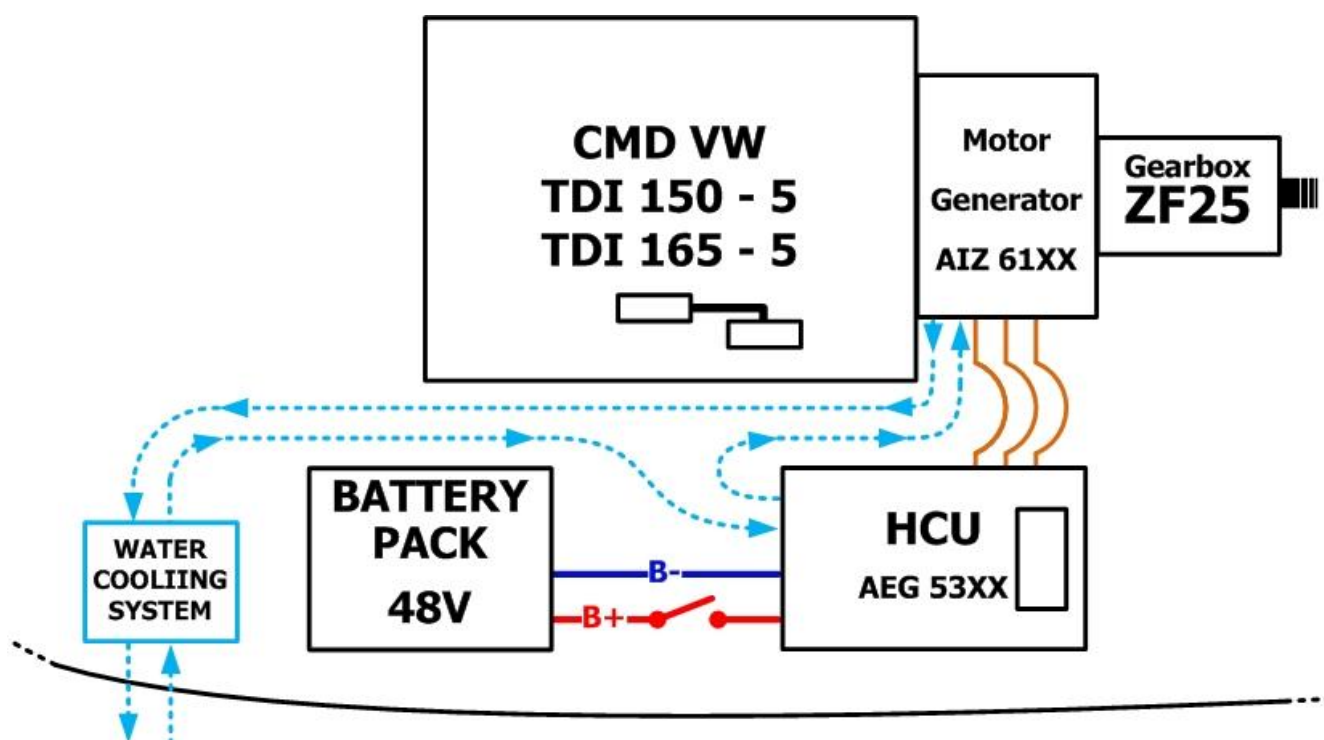 CMD VW
TDI 150 - 5
TDI 165 - 5
Motor
Generator
AIZ 61XX
Gearbox
ZF25
BATTERY
PACK
48V
B-
B+
HCU
AEG 53XX
WATER
COOLIING
SYSTEM